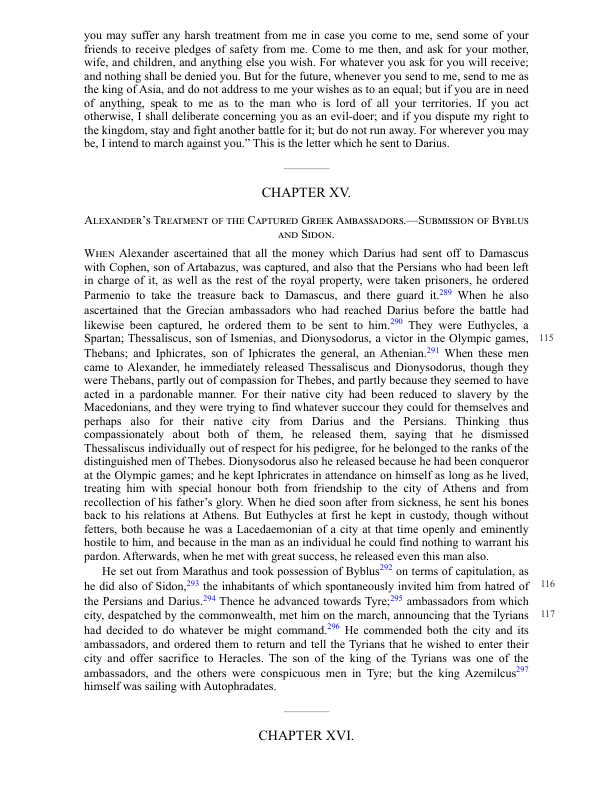 you may suffer any harsh treatment from me in case you come to me, send some of your
friends to receive pledges of safety from me. Come to me then, and ask for your mother,
wife, and children, and anything else you wish. For whatever you ask for you will receive;
and nothing shall be denied you. But for the future, whenever you send to me, send to me as
the king of Asia, and do not address to me your wishes as to an equal; but if you are in need
of anything, speak to me as to the man who is lord of all your territories. If you act
otherwise, I shall deliberate concerning you as an evil-doer; and if you dispute my right to
the kingdom, stay and fight another battle for it; but do not run away. For wherever you may
be, I intend to march against you.” This is the letter which he sent to Darius.
CHAPTER XV.
Alexander’s Treatment of the Captured Greek Ambassadors.—Submission of Byblus
and Sidon.
When Alexander ascertained that all the money which Darius had sent off to Damascus
with Cophen, son of Artabazus, was captured, and also that the Persians who had been left
in charge of it, as well as the rest of the royal property, were taken prisoners, he ordered
Parmenio to take the treasure back to Damascus, and there guard it.289 When he also
ascertained that the Grecian ambassadors who had reached Darius before the battle had
likewise been captured, he ordered them to be sent to him.290 They were Euthycles, a
Spartan; Thessaliscus, son of Ismenias, and Dionysodorus, a victor in the Olympic games, 115
Thebans; and Iphicrates, son of Iphicrates the general, an Athenian.291 When these men
came to Alexander, he immediately released Thessaliscus and Dionysodorus, though they
were Thebans, partly out of compassion for Thebes, and partly because they seemed to have
acted in a pardonable manner. For their native city had been reduced to slavery by the
Macedonians, and they were trying to find whatever succour they could for themselves and
perhaps also for their native city from Darius and the Persians. Thinking thus
compassionately about both of them, he released them, saying that he dismissed
Thessaliscus individually out of respect for his pedigree, for he belonged to the ranks of the
distinguished men of Thebes. Dionysodorus also he released because he had been conqueror
at the Olympic games; and he kept Iphricrates in attendance on himself as long as he lived,
treating him with special honour both from friendship to the city of Athens and from
recollection of his father’s glory. When he died soon after from sickness, he sent his bones
back to his relations at Athens. But Euthycles at first he kept in custody, though without
fetters, both because he was a Lacedaemonian of a city at that time openly and eminently
hostile to him, and because in the man as an individual he could find nothing to warrant his
pardon. Afterwards, when he met with great success, he released even this man also.
He set out from Marathus and took possession of Byblus292 on terms of capitulation, as
he did also of Sidon,293 the inhabitants of which spontaneously invited him from hatred of 116
the Persians and Darius.294 Thence he advanced towards Tyre;295 ambassadors from which
city, despatched by the commonwealth, met him on the march, announcing that the Tyrians 117
had decided to do whatever be might command.296 He commended both the city and its
ambassadors, and ordered them to return and tell the Tyrians that he wished to enter their
city and offer sacrifice to Heracles. The son of the king of the Tyrians was one of the
ambassadors, and the others were conspicuous men in Tyre; but the king Azemilcus297
himself was sailing with Autophradates.
CHAPTER XVI.